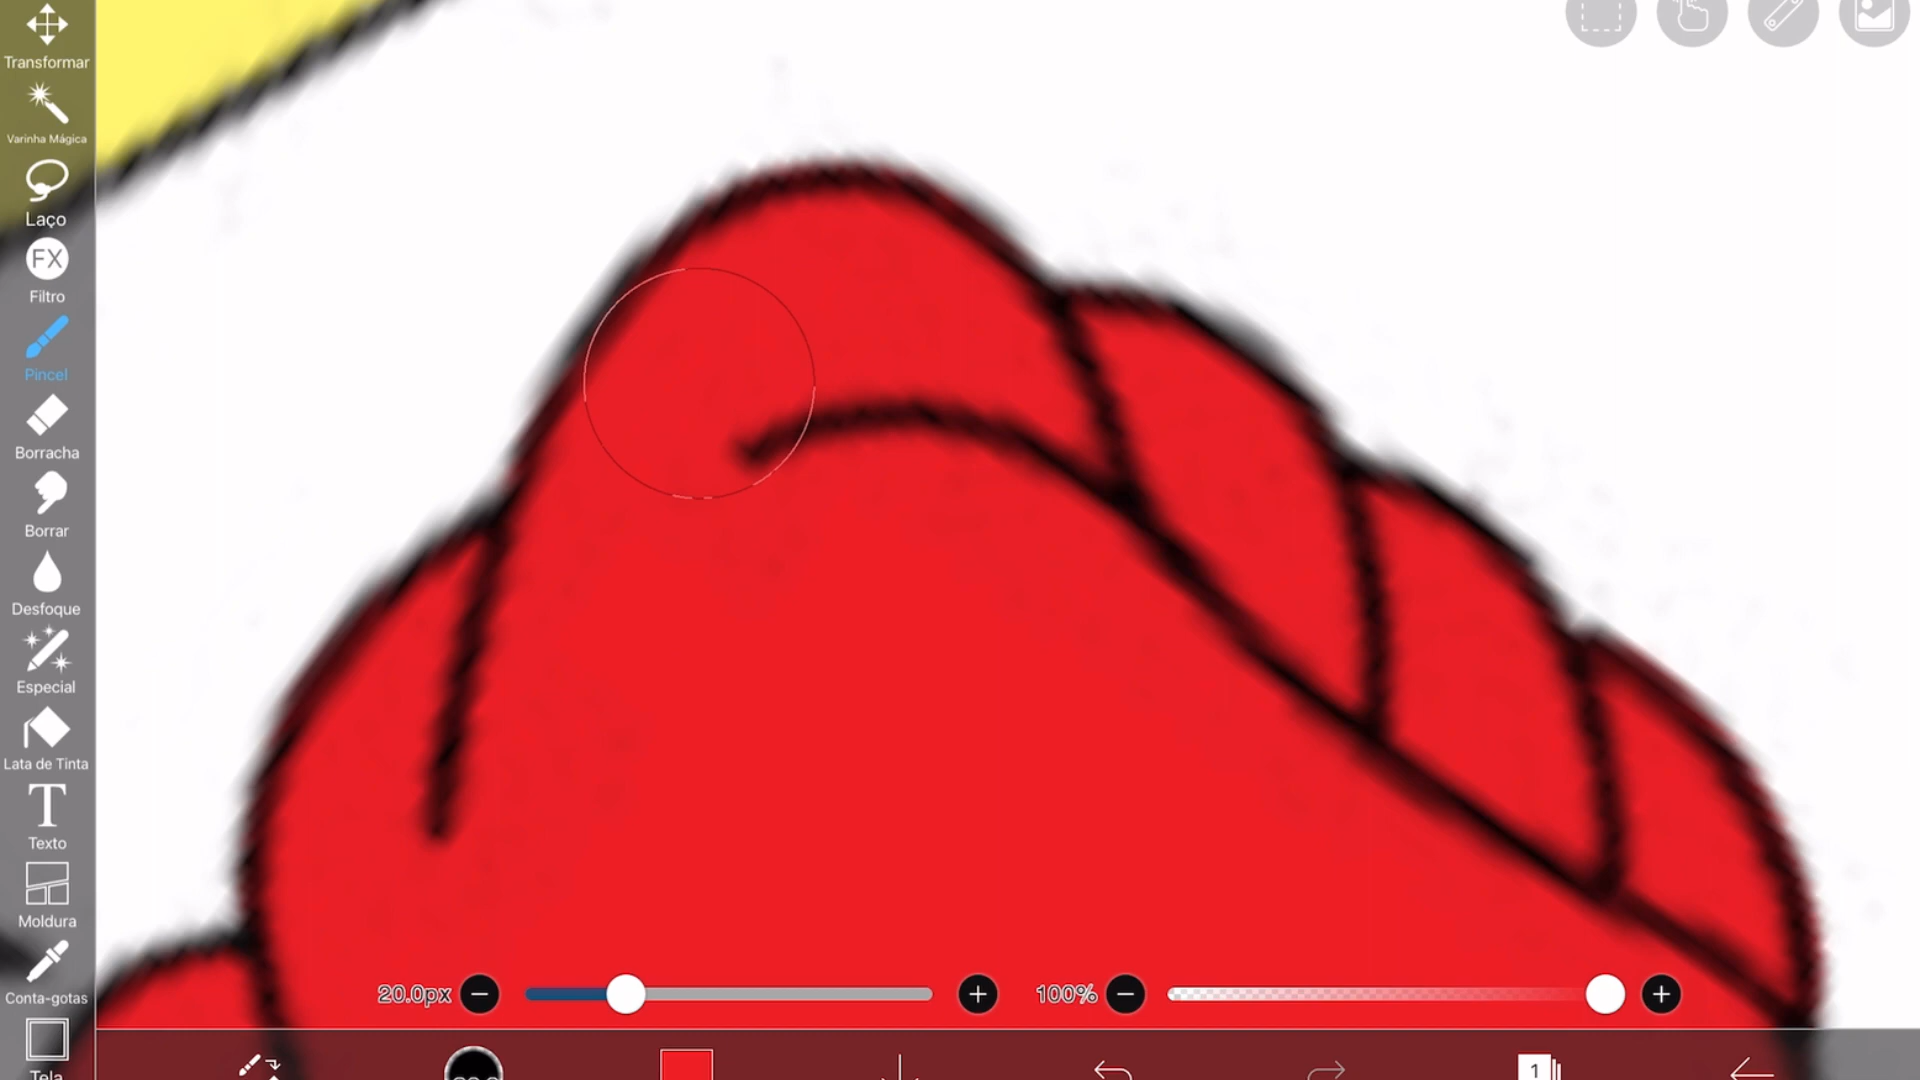 Transformar
Varinha Mágica
Laço
FX
Filtro
Pincel
Borracha
Borrar
Desfoque
Especial
Lata de Tinta
T
Texto
Moldura
Conta-gotas
Tela
20.0px
100%
1